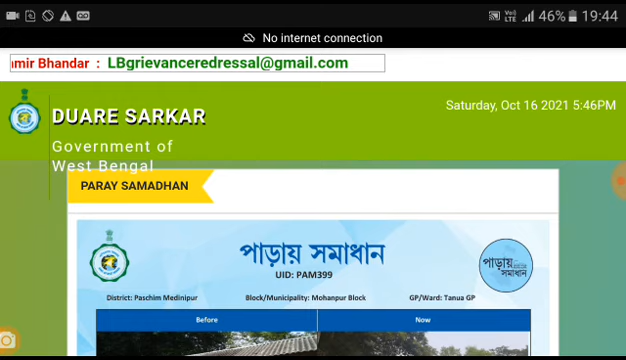 46% 19:44
No internet connection
mir Bhandar : LBgrievanceredressal@gmail.com
DUARE SARKAR
Saturday, Oct 16 2021 5:46PM
Government of
West Bengal
PARAY SAMADHAN
পাড়ায় সমাধান
UID: PAM399
পাড়ায়
সমাধান
District: Paschim Medinipur Block/Municipality: Mohanpur Block GP/Ward: Tanua GP
Before Now